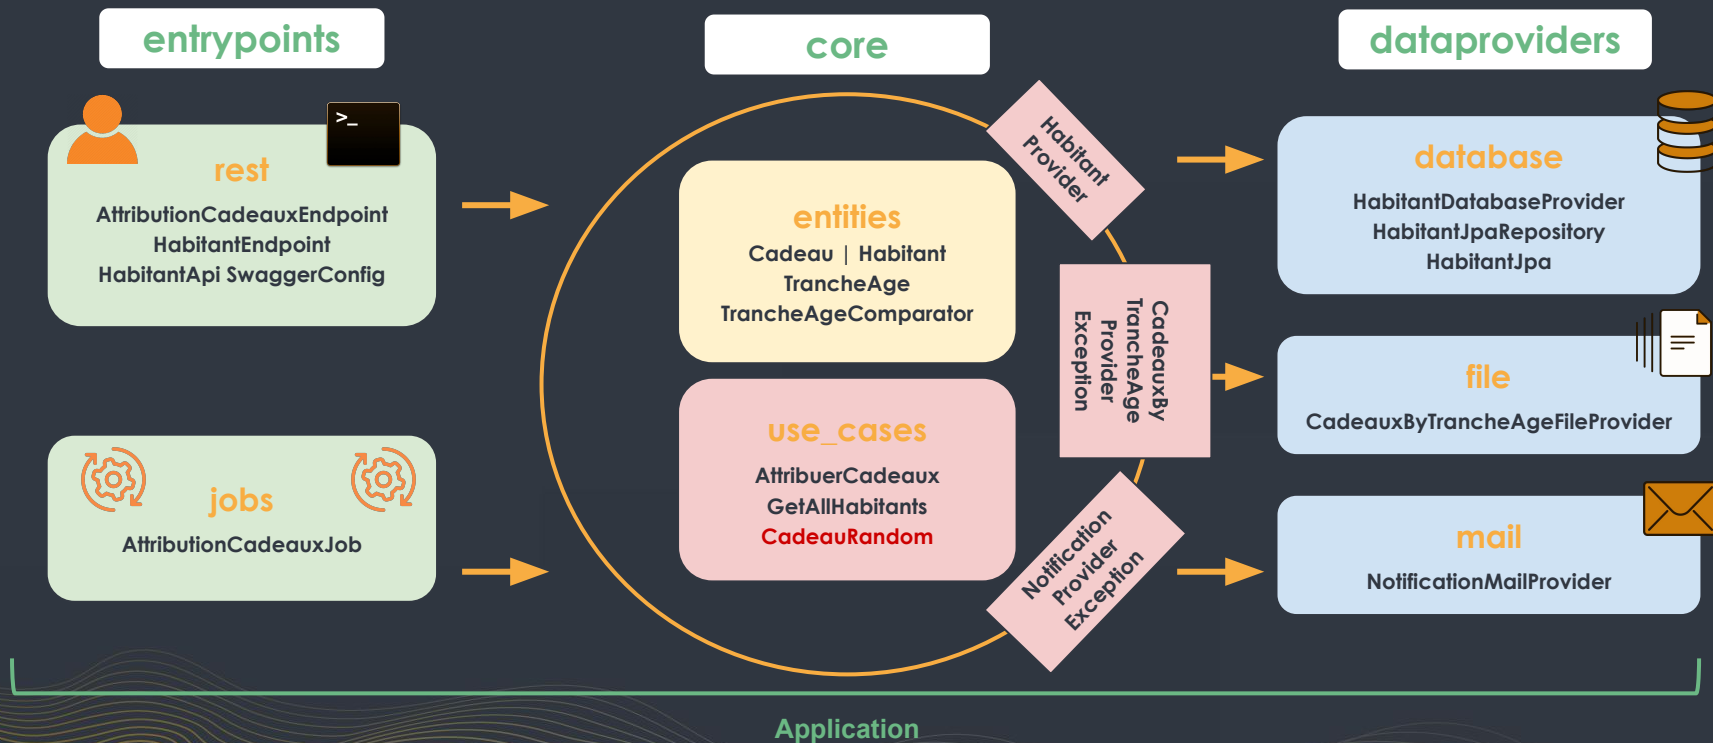 entrypoints
core
dataproviders
>_
rest
AttributionCadeauxEndpoint
HabitantEndpoint
HabitantApi SwaggerConfig
jobs
AttributionCadeauxJob
entities
Cadeau | Habitant
TrancheAge
TrancheAgeComparator
use_cases
AttribuerCadeaux
GetAllHabitants
CadeauRandom
Habitant
Provider
CadeauxBy
TrancheAge
Provider
Exception
Notification
Provider
Exception
database
HabitantDatabaseProvider
HabitantJpaRepository
HabitantJpa
file
CadeauxByTrancheAgeFileProvider
mail
NotificationMailProvider
Application